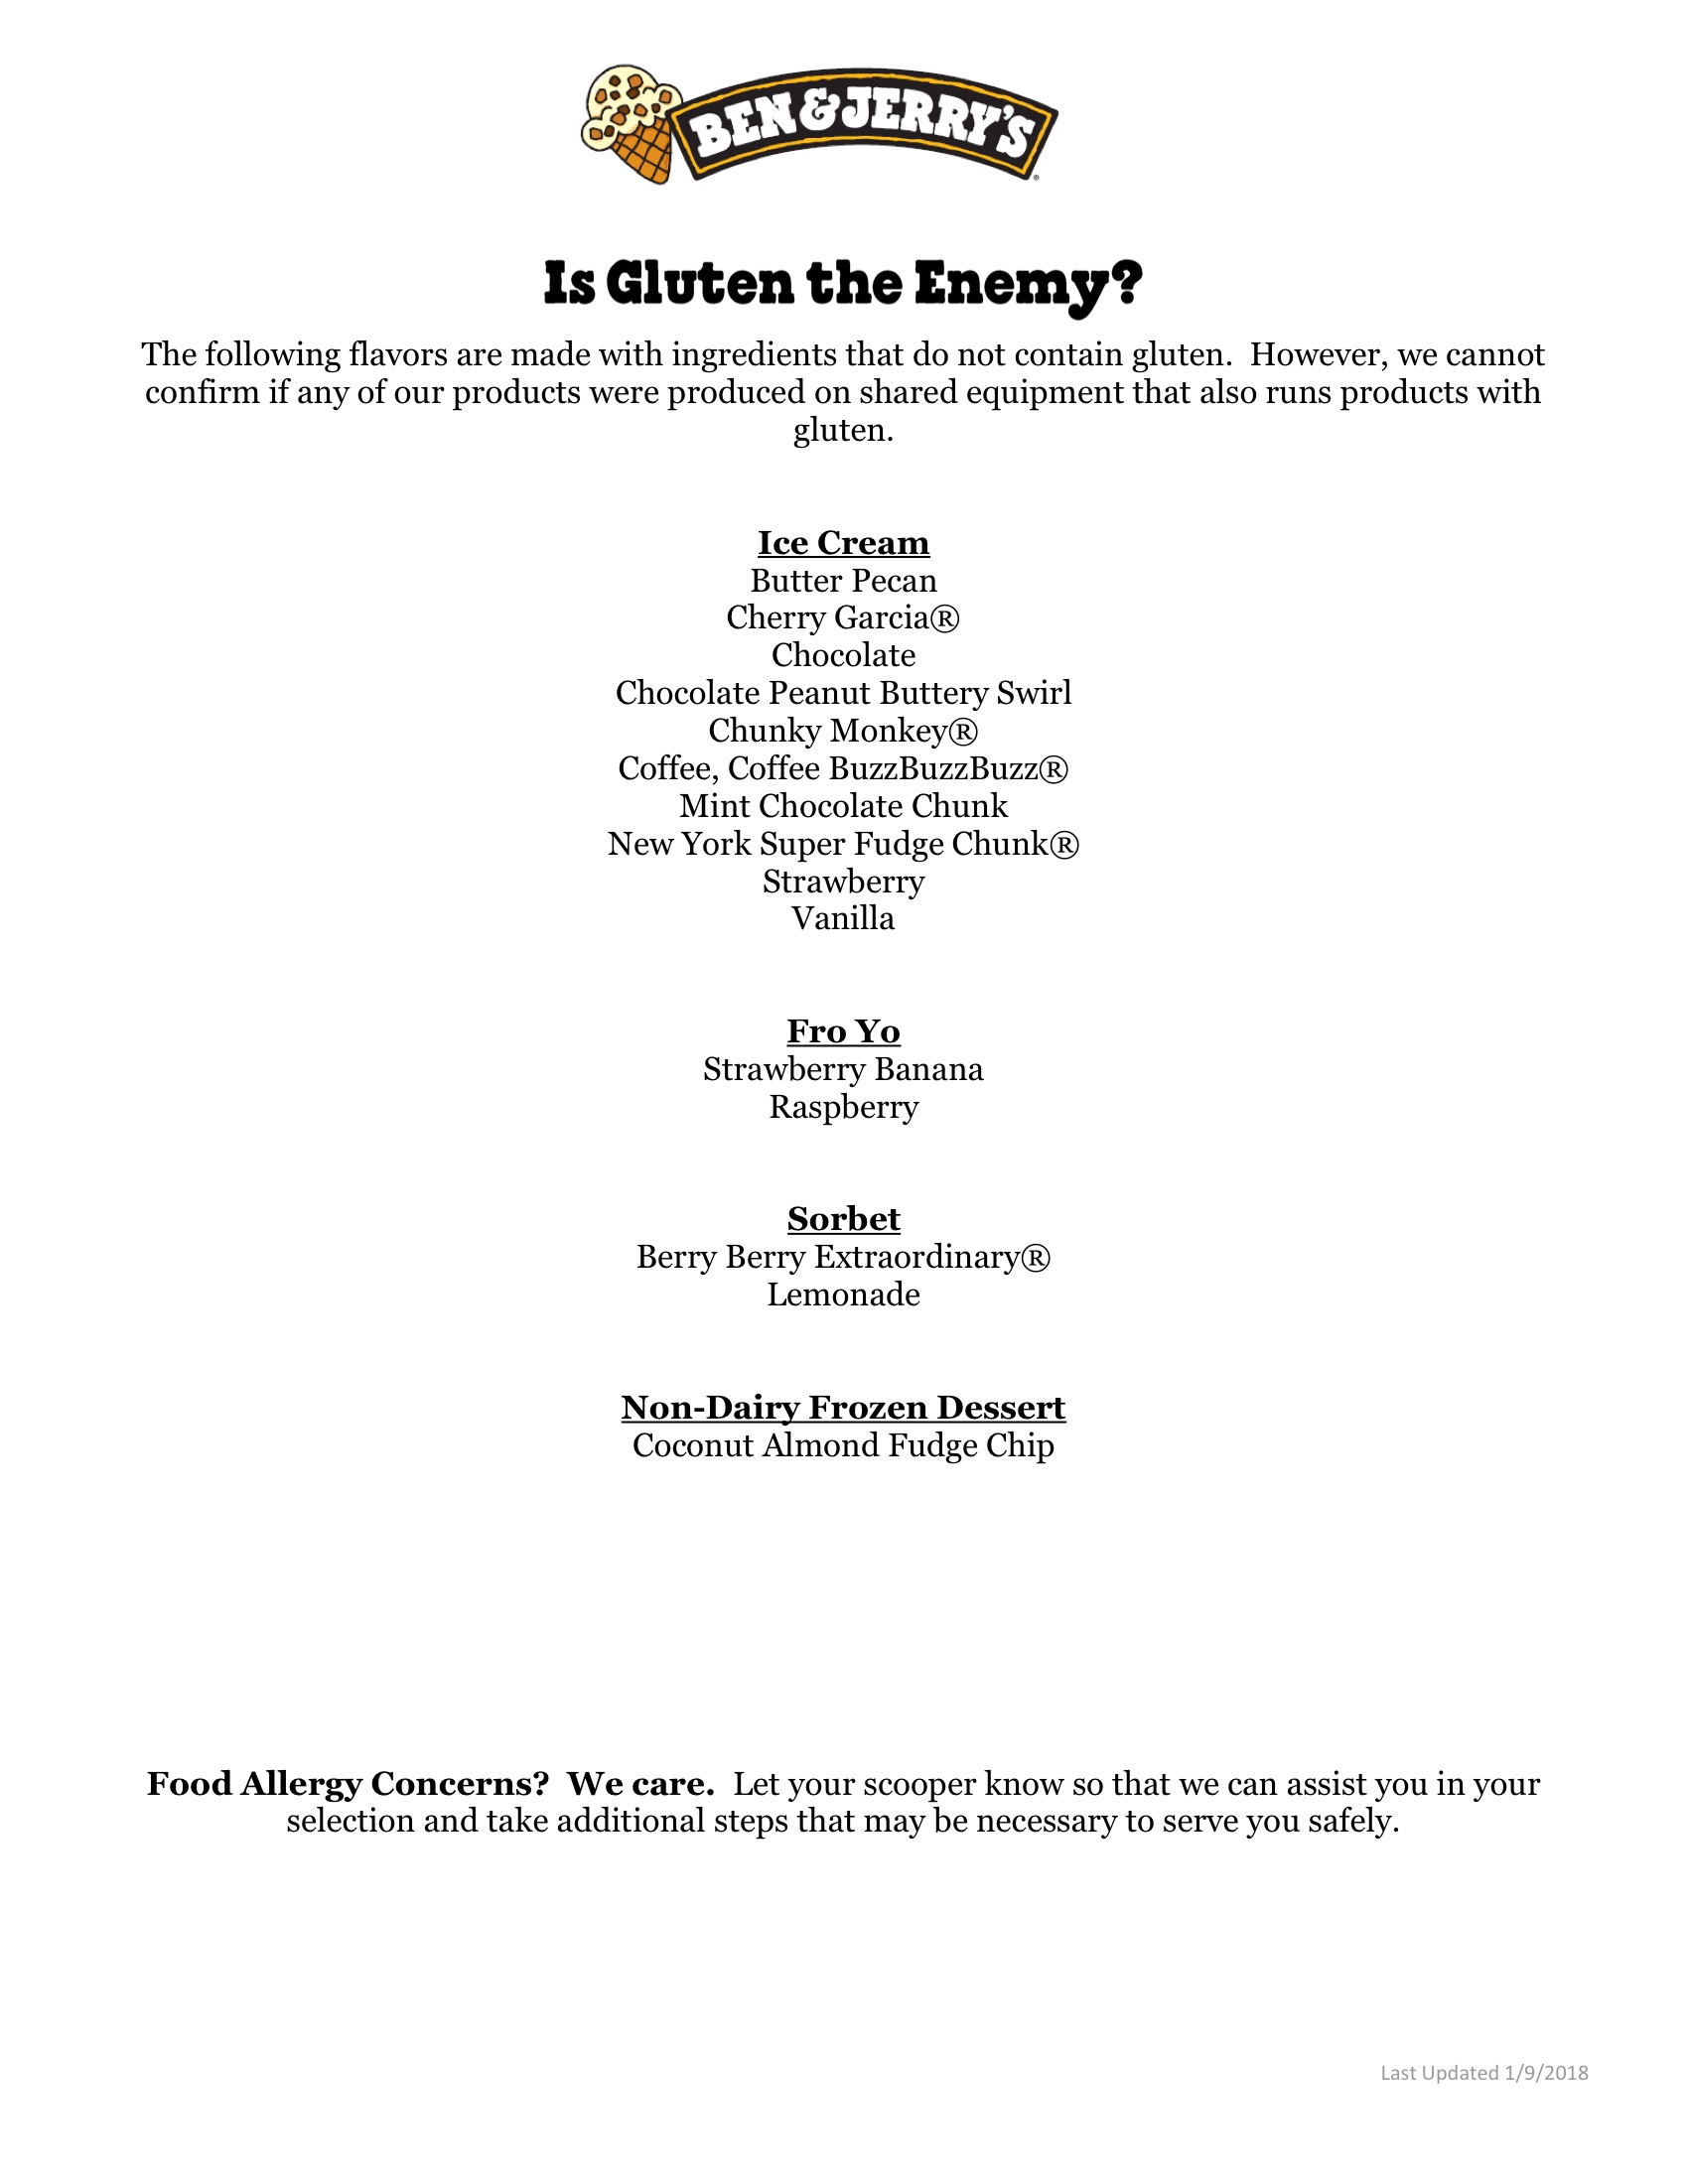 BEN & JERRY'S
Is Gluten the Enemy?
The following flavors are made with ingredients that do not contain gluten.  However, we cannot
confirm if any of our products were produced on shared equipment that also runs products with
gluten.
Ice Cream
Butter Pecan
Cherry Garcia®
Chocolate
Chocolate Peanut Buttery Swirl
Chunky Monkey®
Coffee, Coffee BuzzBuzzBuzz®
Mint Chocolate Chunk
New York Super Fudge Chunk®
Strawberry
Vanilla
Fro Yo
Strawberry Banana
Raspberry
Sorbet
Berry Berry Extraordinary®
Lemonade
Non-Dairy Frozen Dessert
Coconut Almond Fudge Chip
Food Allergy Concerns?  We care.  Let your scooper know so that we can assist you in your
selection and take additional steps that may be necessary to serve you safely.
Last Updated 1/9/2018